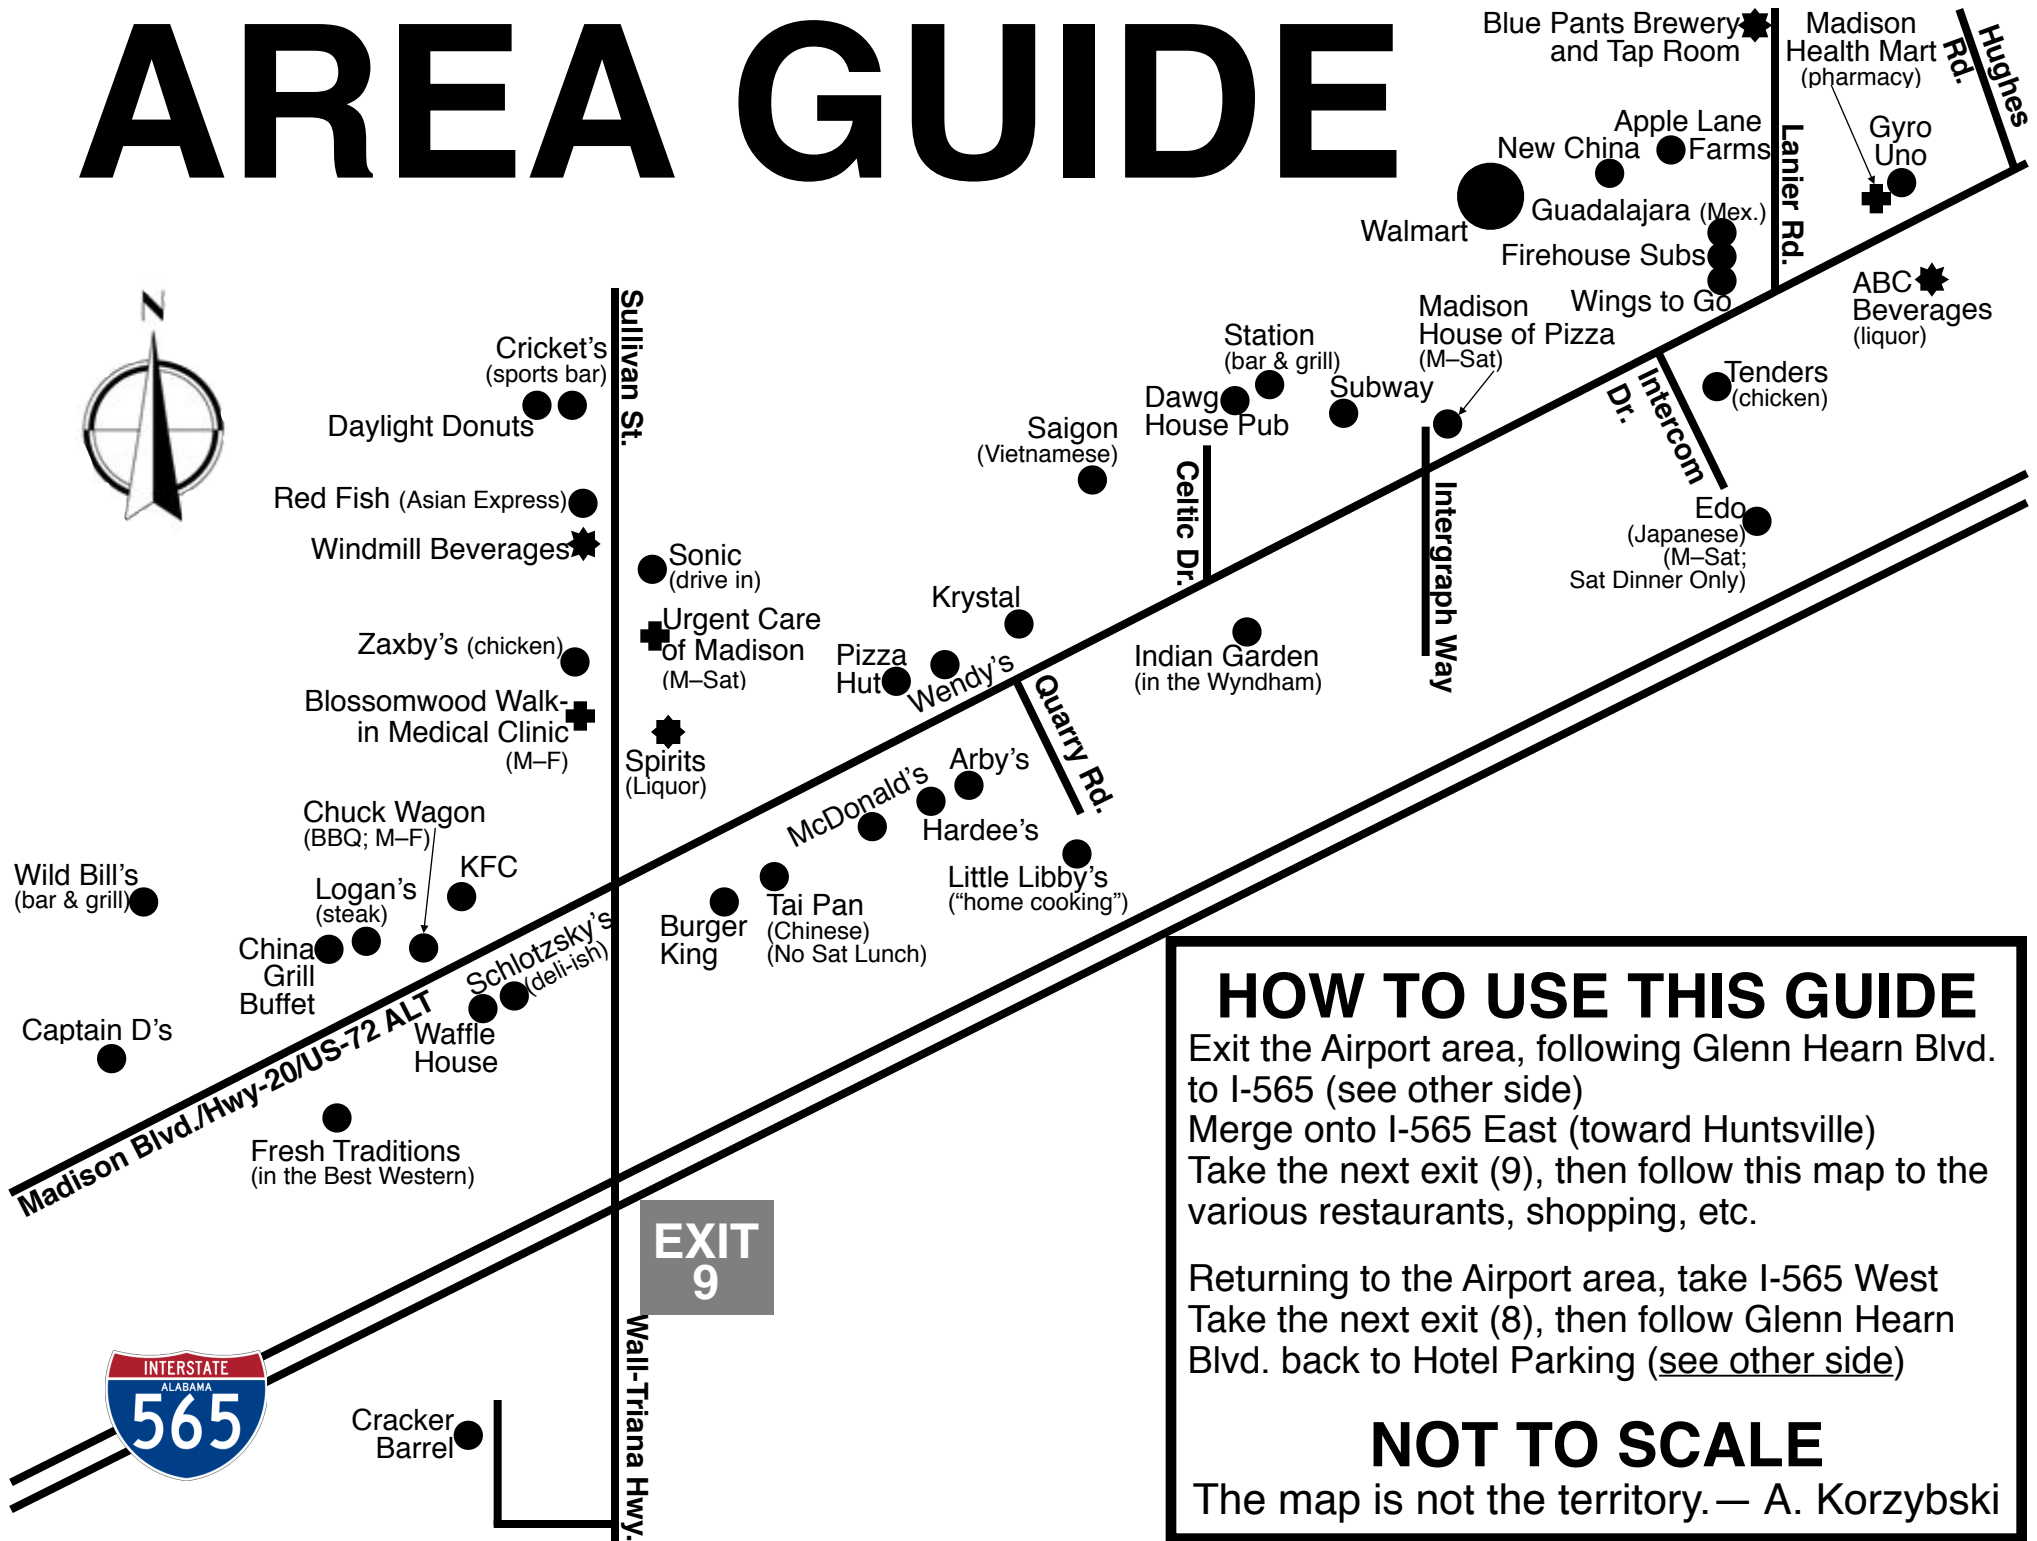 AREA GUIDE
Blue Pants Brewery
and Tap Room
Madison
Health Mart
(pharmacy)
Hughes
Rd.
Apple Lane
Farms
New China
Lanier Rd.
Gyro
Uno
Walmart
Guadalajara (Mex.)
Firehouse Subs
Wings to Go
ABC
Beverages
(liquor)
N
Sullivan St.
Cricket's
(sports bar)
Daylight Donuts
Station
(bar & grill)
Madison
House of Pizza
(M–Sat)
Subway
Dawg
House Pub
Saigon
(Vietnamese)
Intercom
Dr.
Tenders
(chicken)
Red Fish (Asian Express)
Windmill Beverages
Sonic
(drive in)
Celtic Dr.
Intergraph Way
Edo
(Japanese)
(M–Sat;
Sat Dinner Only)
Zaxby's (chicken)
Urgent Care
of Madison
(M–Sat)
Krystal
Pizza
Hut
Wendy's
Indian Garden
(in the Wyndham)
Blossomwood Walk-
in Medical Clinic
(M–F)
Spirits
(Liquor)
Quarry Rd.
Arby's
McDonald's
Hardee's
Chuck Wagon
(BBQ; M–F)
KFC
Wild Bill's
(bar & grill)
Logan's
(steak)
China
Grill
Buffet
Schlotzsky's
(deli-ish)
Burger
King
Tai Pan
(Chinese)
(No Sat Lunch)
Little Libby's
("home cooking")
Captain D's
Waffle
House
Madison Blvd./Hwy-20/US-72 ALT
Fresh Traditions
(in the Best Western)
EXIT
9
Wall-Triana Hwy.
INTERSTATE
ALABAMA
565
Cracker
Barrel
HOW TO USE THIS GUIDE
Exit the Airport area, following Glenn Hearn Blvd.
to I-565 (see other side)
Merge onto I-565 East (toward Huntsville)
Take the next exit (9), then follow this map to the
various restaurants, shopping, etc.
Returning to the Airport area, take I-565 West
Take the next exit (8), then follow Glenn Hearn
Blvd. back to Hotel Parking (see other side)
NOT TO SCALE
The map is not the territory. — A. Korzybski